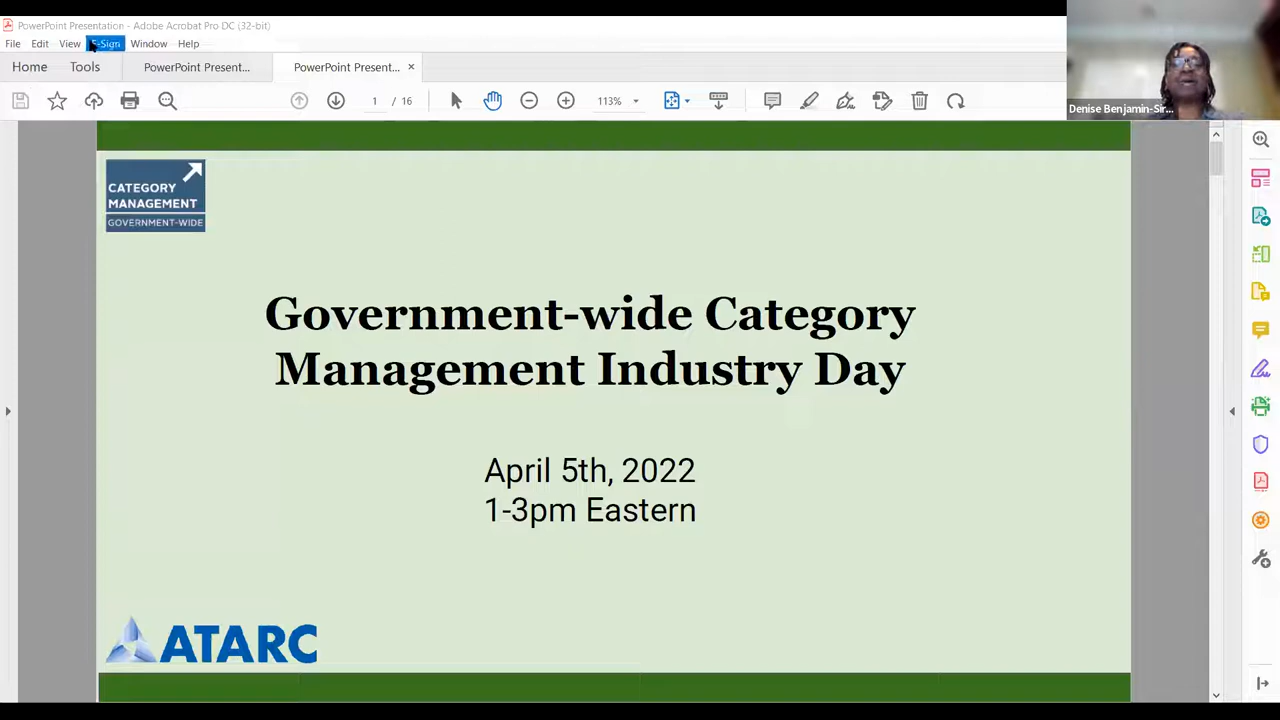 PowerPoint Presentation - Adobe Acrobat Pro DC (32-bit)
File Edit View E-Sign Window Help
Home Tools PowerPoint Present... PowerPoint Present... ×
1 / 16 113%
Denise Benjamin-Sir...
CATEGORY
MANAGEMENT
GOVERNMENT-WIDE
Government-wide Category
Management Industry Day
April 5th, 2022
1-3pm Eastern
ATARC